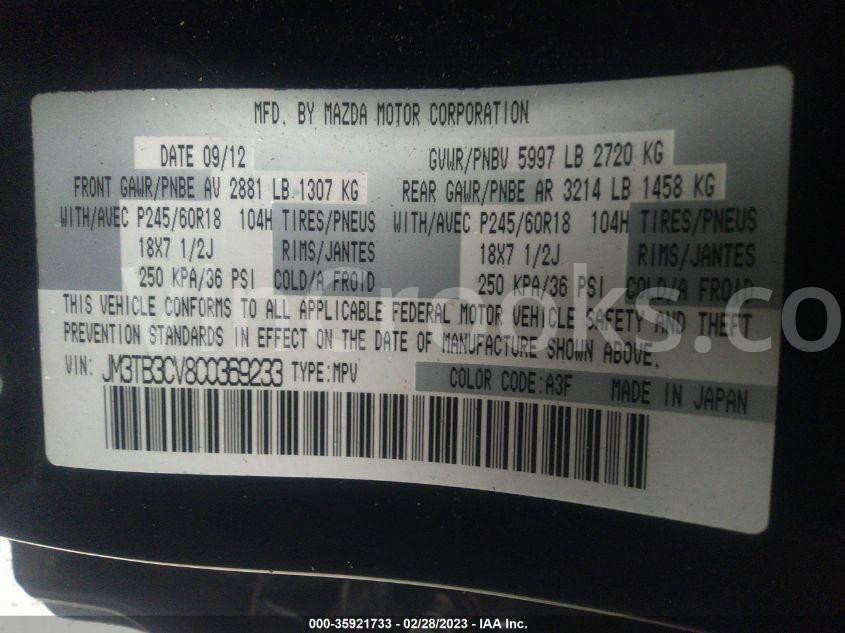 MFD. BY MAZDA MOTOR CORPORATION
DATE 09/12 GVWR/PNBV 5997 LB 2720 KG
FRONT GAWR/PNBE AV 2881 LB 1307 KG REAR GAWR/PNBE AR 3214 LB 1458 KG
WITH/AVEC P245/60R18 104H TIRES/PNEUS WITH/AVEC P245/60R18 104H TIRES/PNEUS
18X7 1/2J RIMS/JANTES 18X7 1/2J RIMS/JANTES
250 KPA/36 PSI COLD/A FROID 250 KPA/36 PSI COLD/A FROID
THIS VEHICLE CONFORMS TO ALL APPLICABLE FEDERAL MOTOR VEHICLE SAFETY AND THEFT
PREVENTION STANDARDS IN EFFECT ON THE DATE OF MANUFACTURE SHOWN ABOVE.
VIN: JM3TB3CV8C0369233 TYPE:MPV COLOR CODE:A3F MADE IN JAPAN
000-35921733 - 02/28/2023 - IAA Inc.